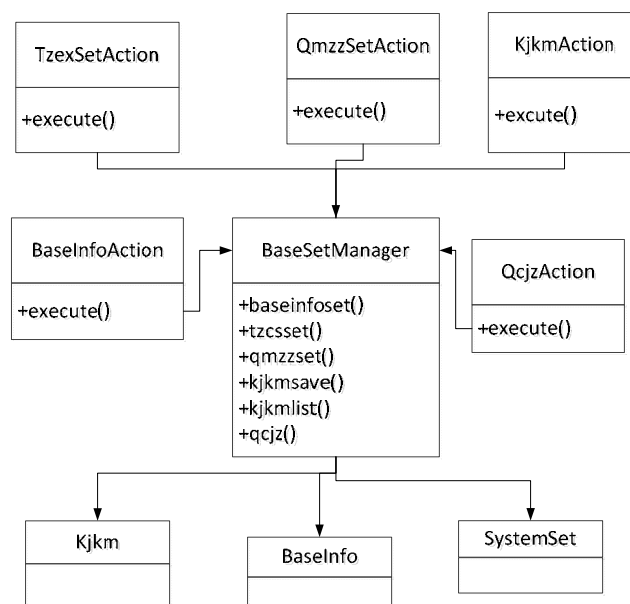 TzexSetAction
+execute()
QmzzSetAction
+execute()
KjkmAction
+excute()
BaseInfoAction
+execute()
BaseSetManager
+baseinfoset()
+tzcsset()
+qmzzset()
+kjkmsave()
+kjkmlist()
+qcjz()
QcjzAction
+execute()
Kjkm
BaseInfo
SystemSet